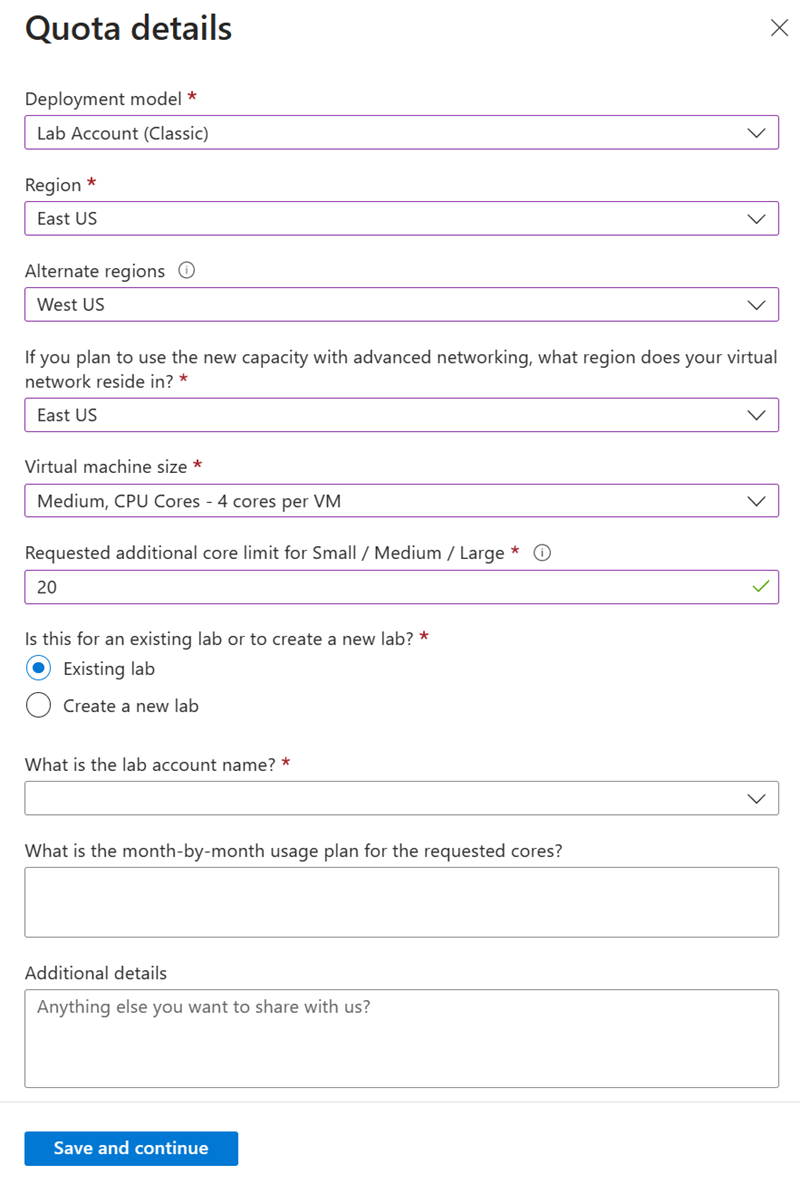 Quota details
Deployment model *
Lab Account (Classic)
Region *
East US
Alternate regions
West US
If you plan to use the new capacity with advanced networking, what region does your virtual
network reside in? *
East US
Virtual machine size *
Medium, CPU Cores - 4 cores per VM
Requested additional core limit for Small / Medium / Large *
20
Is this for an existing lab or to create a new lab? *
Existing lab
Create a new lab
What is the lab account name? *
What is the month-by-month usage plan for the requested cores?
Additional details
Anything else you want to share with us?
Save and continue